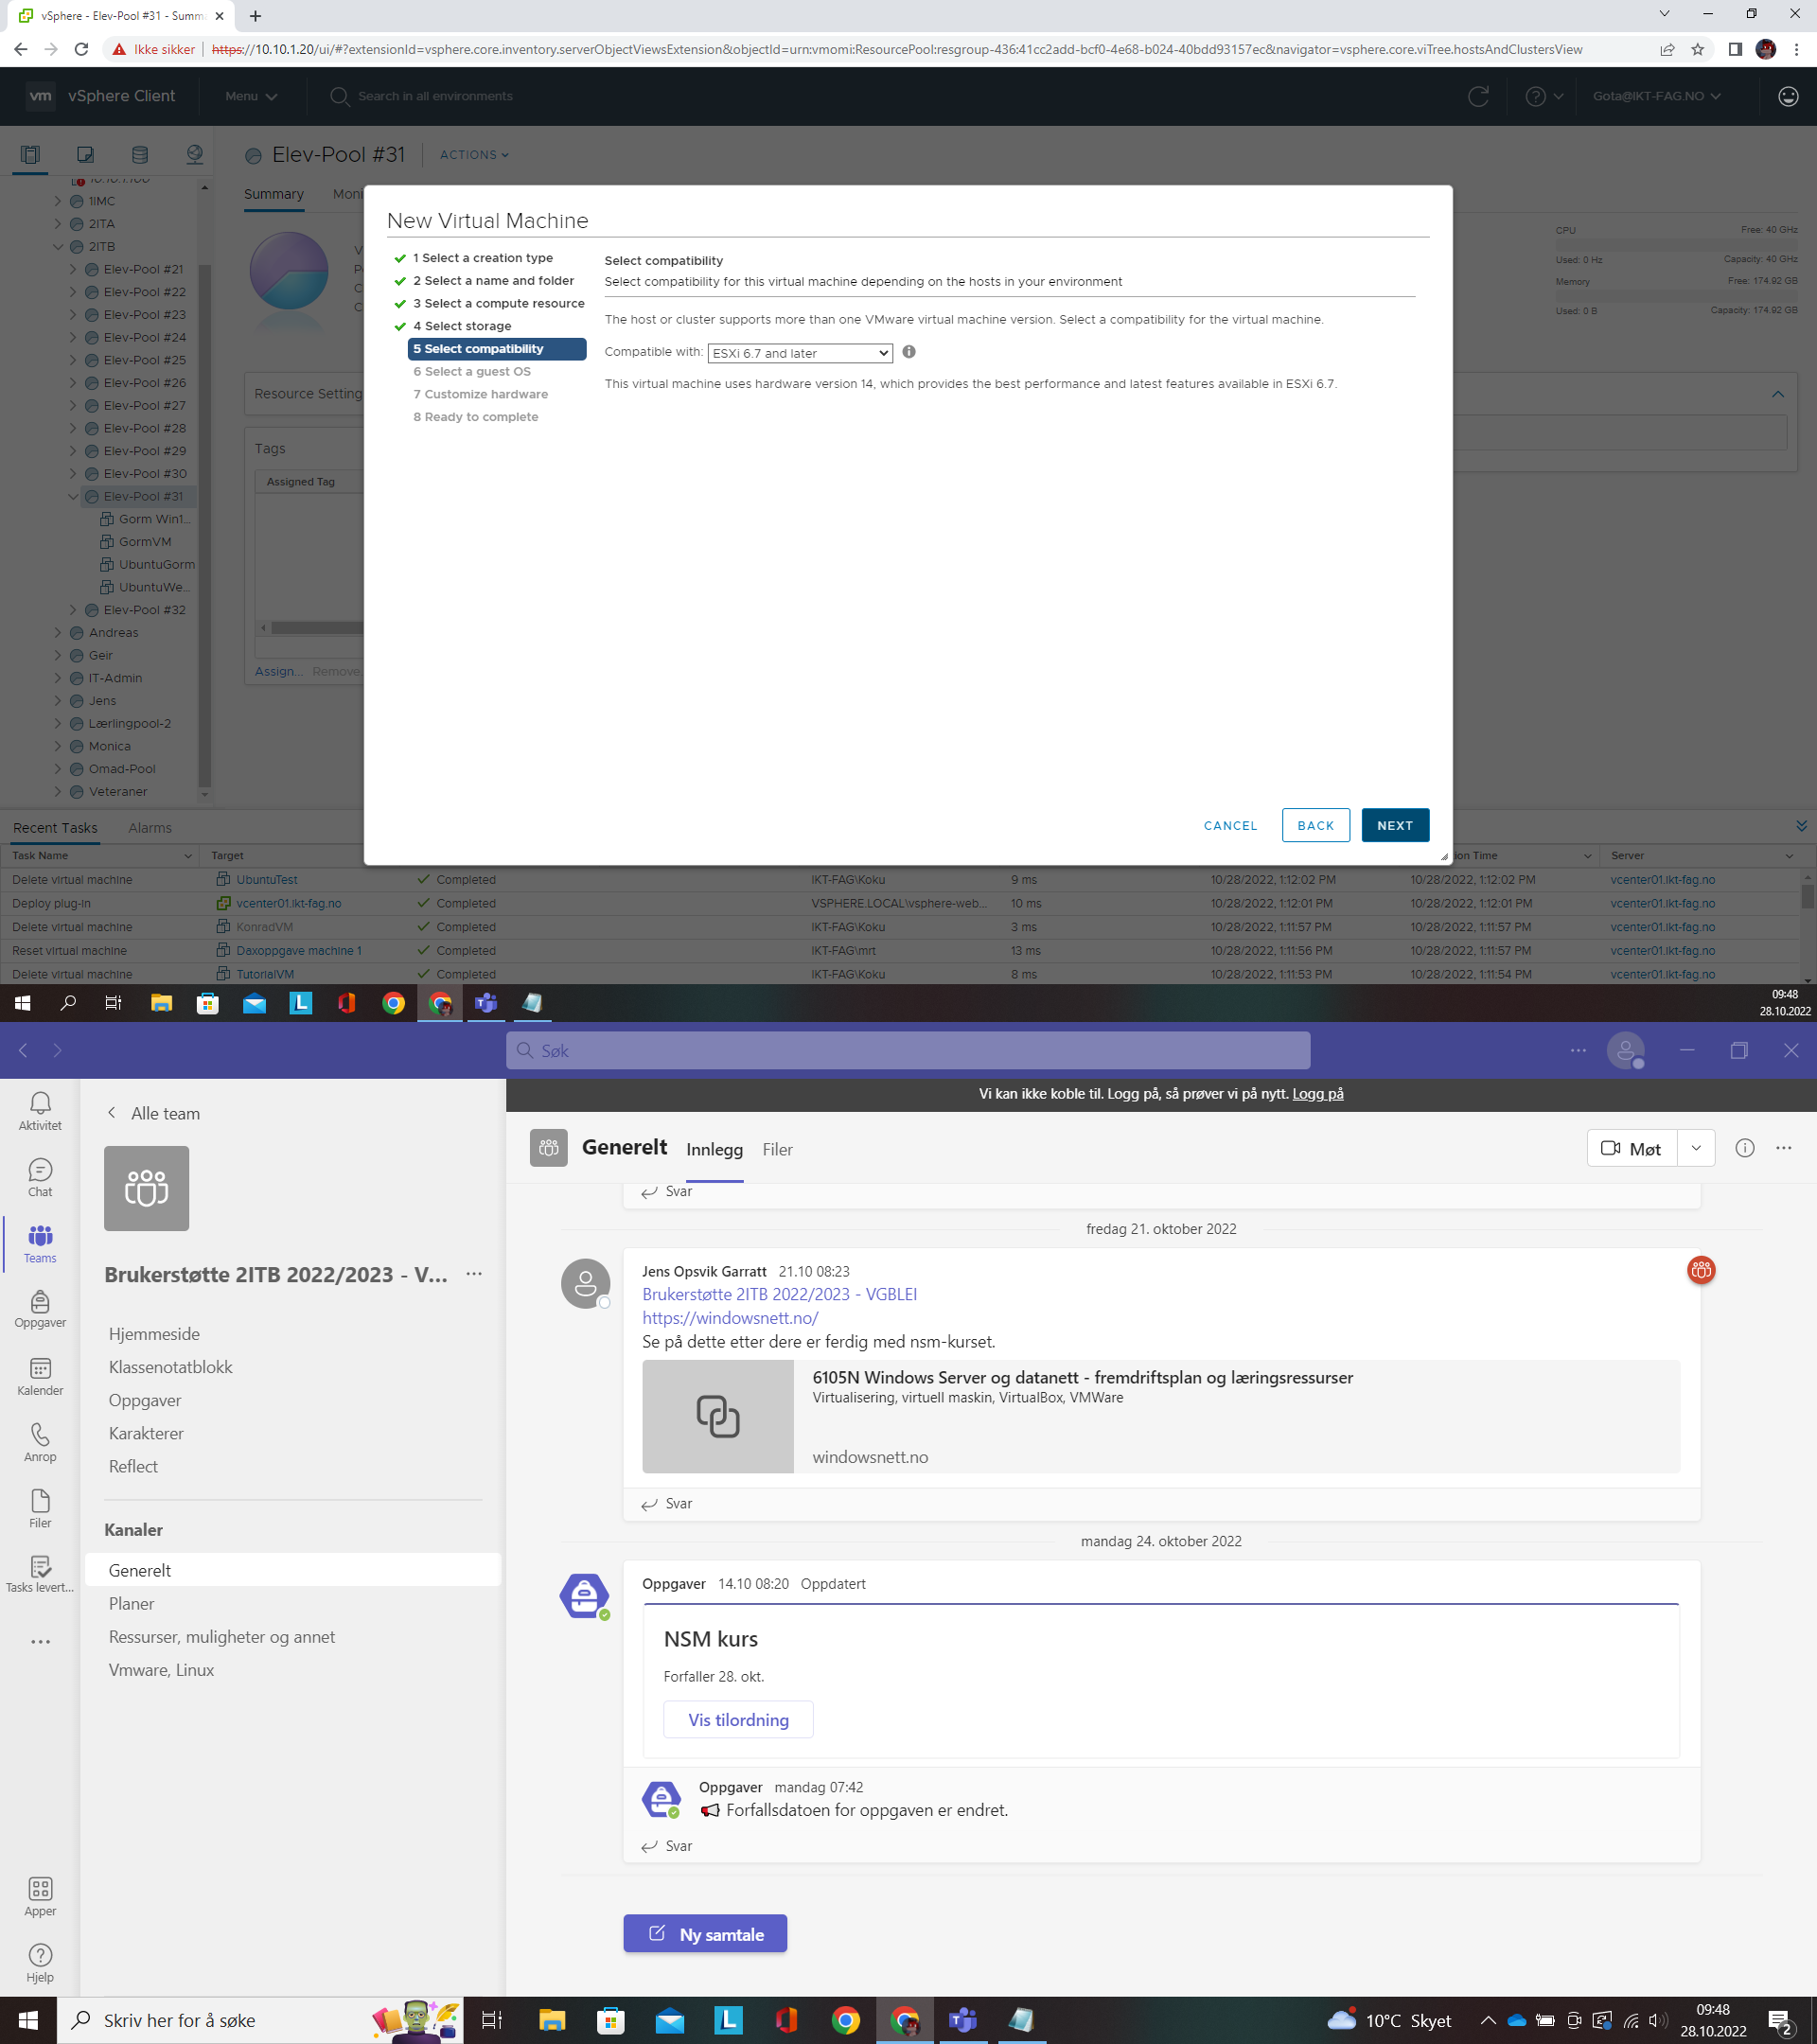 vSphere - Elev-Pool #31 - Summ
Ikke sikker
https://10.10.1.20/ui/#?extensionId=vsphere.core.inventory.serverObjectViewsExtension&objectId=urn:vmomi:ResourcePool:resgroup-436:41cc2add-bcf0-4e68-b024-40bdd93157ec&navigator=vsphere.core.viTree.hostsAndClustersView
vm vSphere Client
Menu
Search in all environments
Gota@IKT-FAG.NO
10.10.1.100
1IMC
2ITA
2ITB
Elev-Pool #21
Elev-Pool #22
Elev-Pool #23
Elev-Pool #24
Elev-Pool #25
Elev-Pool #26
Elev-Pool #27
Elev-Pool #28
Elev-Pool #29
Elev-Pool #30
Elev-Pool #31
Gorm Win1...
GormVM
UbuntuGorm
UbuntuWe...
Elev-Pool #32
Andreas
Geir
IT-Admin
Jens
Lærlingpool-2
Monica
Omad-Pool
Veteraner
Elev-Pool #31
ACTIONS
Summary
Moni
Resource Setting
Tags
Assigned Tag
Assign...
Remove
CPU
Free: 40 GHz
Used: 0 Hz
Capacity: 40 GHz
Memory
Free: 174.92 GB
Used: 0 B
Capacity: 174.92 GB
New Virtual Machine
1 Select a creation type
2 Select a name and folder
3 Select a compute resource
4 Select storage
5 Select compatibility
6 Select a guest OS
7 Customize hardware
8 Ready to complete
Select compatibility
Select compatibility for this virtual machine depending on the hosts in your environment
The host or cluster supports more than one VMware virtual machine version. Select a compatibility for the virtual machine.
Compatible with: ESXi 6.7 and later
This virtual machine uses hardware version 14, which provides the best performance and latest features available in ESXi 6.7.
CANCEL
BACK
NEXT
Recent Tasks
Alarms
Task Name
Target
on Time
Server
Delete virtual machine UbuntuTest Completed IKT-FAG\Koku 9 ms 10/28/2022, 1:12:02 PM 10/28/2022, 1:12:02 PM vcenter01.ikt-fag.no
Deploy plug-in vcenter01.ikt-fag.no Completed VSPHERE.LOCAL\vsphere-web... 10 ms 10/28/2022, 1:12:01 PM 10/28/2022, 1:12:01 PM vcenter01.ikt-fag.no
Delete virtual machine KonradVM Completed IKT-FAG\Koku 3 ms 10/28/2022, 1:11:57 PM 10/28/2022, 1:11:57 PM vcenter01.ikt-fag.no
Reset virtual machine Daxoppgave machine 1 Completed IKT-FAG\mrt 13 ms 10/28/2022, 1:11:56 PM 10/28/2022, 1:11:57 PM vcenter01.ikt-fag.no
Delete virtual machine TutorialVM Completed IKT-FAG\Koku 8 ms 10/28/2022, 1:11:53 PM 10/28/2022, 1:11:54 PM vcenter01.ikt-fag.no
09:48
28.10.2022
Søk
Aktivitet
Chat
Teams
Oppgaver
Kalender
Anrop
Filer
Tasks levert...
Apper
Hjelp
Alle team
Brukerstøtte 2ITB 2022/2023 - V...
Hjemmeside
Klassenotatblokk
Oppgaver
Karakterer
Reflect
Kanaler
Generelt
Planer
Ressurser, muligheter og annet
Vmware, Linux
Vi kan ikke koble til. Logg på, så prøver vi på nytt. Logg på
Generelt
Innlegg
Filer
Møt
Svar
fredag 21. oktober 2022
Jens Opsvik Garratt 21.10 08:23
Brukerstøtte 2ITB 2022/2023 - VGBLEI
https://windowsnett.no/
Se på dette etter dere er ferdig med nsm-kurset.
6105N Windows Server og datanett - fremdriftsplan og læringsressurser
Virtualisering, virtuell maskin, VirtualBox, VMWare
windowsnett.no
Svar
mandag 24. oktober 2022
Oppgaver 14.10 08:20 Oppdatert
NSM kurs
Forfaller 28. okt.
Vis tilordning
Oppgaver mandag 07:42
Forfallsdatoen for oppgaven er endret.
Svar
Ny samtale
Skriv her for å søke
10°C Skyet
09:48
28.10.2022
2